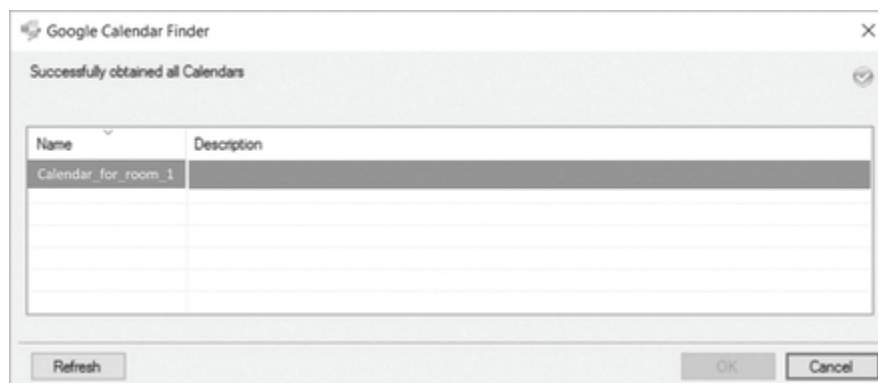 Google Calendar Finder
Successfully obtained all Calendars
Name Description
Calendar_for_room_1
Refresh OK Cancel